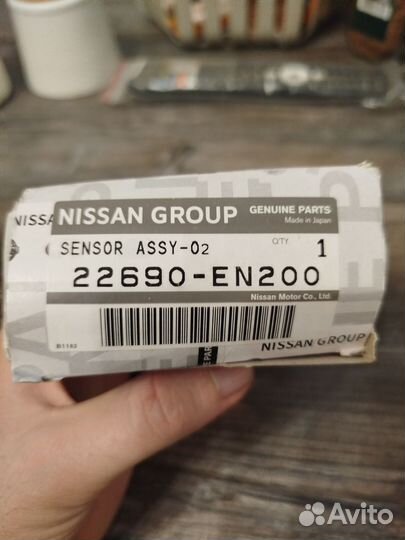 NISSAN GROUP
GENUINE PARTS
Made in Japan
SENSOR ASSY-O2
QTY 1
22690-EN200
Nissan Motor Co., Ltd.
B1182
NISSAN GROUP
Avito